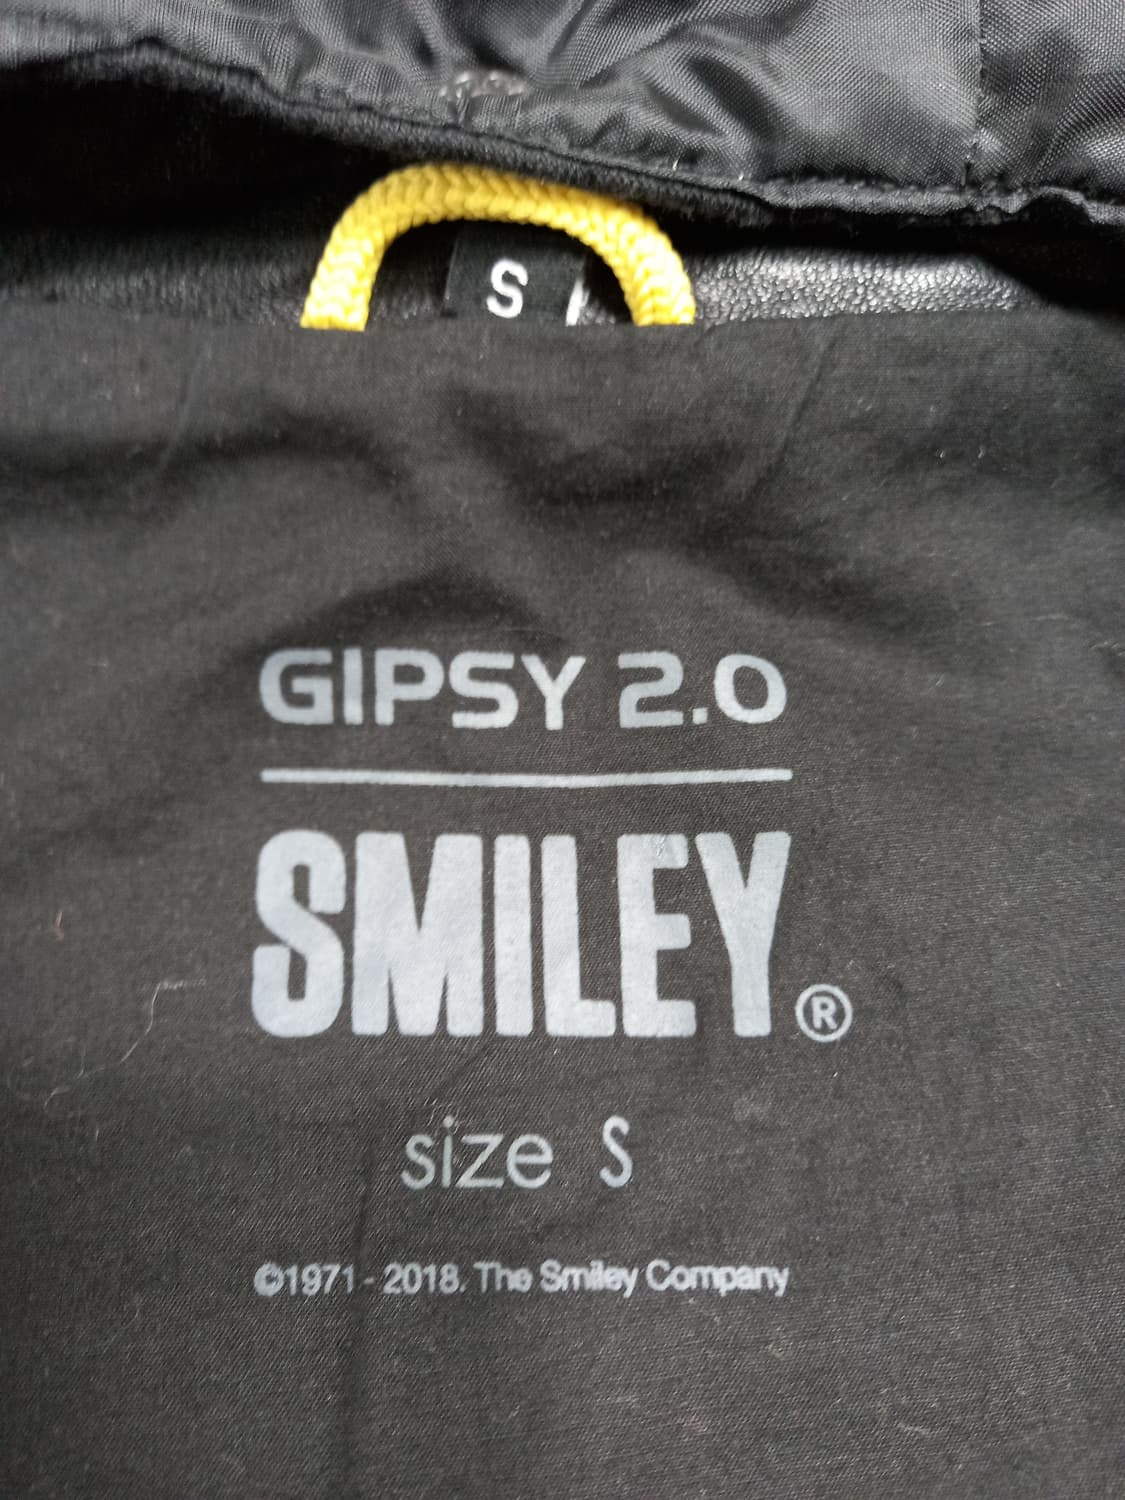 S
GIPSY 2.0
SMILEY®
size S
©1971 - 2018. The Smiley Company